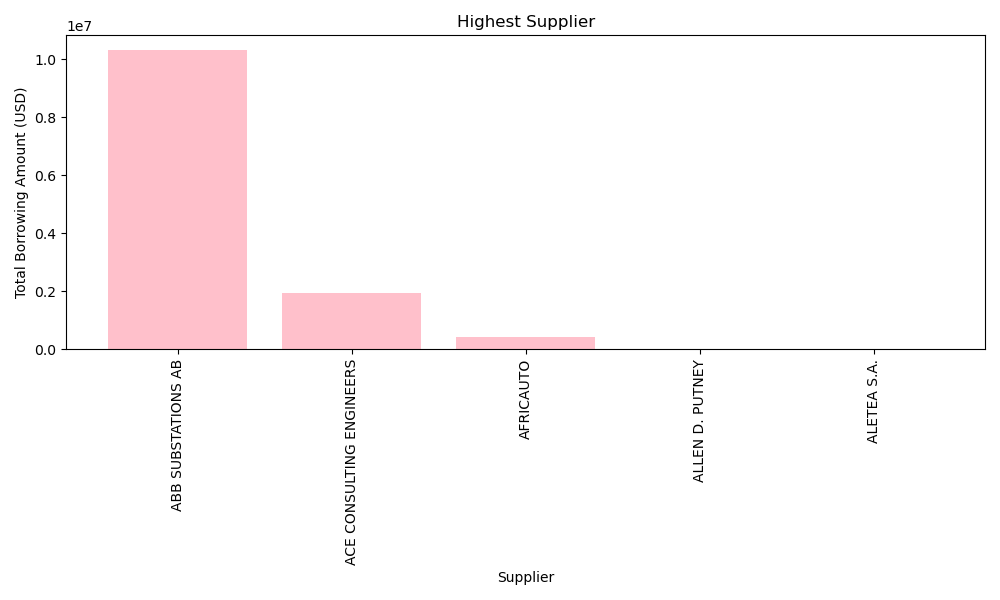 Highest Supplier
1e7
Total Borrowing Amount (USD)
1.0
0.8
0.6
0.4
0.2
0.0
ABB SUBSTATIONS AB
ACE CONSULTING ENGINEERS
AFRICAUTO
ALLEN D. PUTNEY
ALETEA S.A.
Supplier